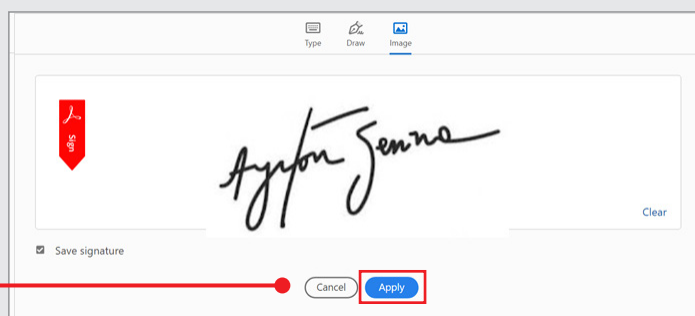 Type Draw Image
Sign
Ayrton Senna
Clear
Save signature
Cancel Apply